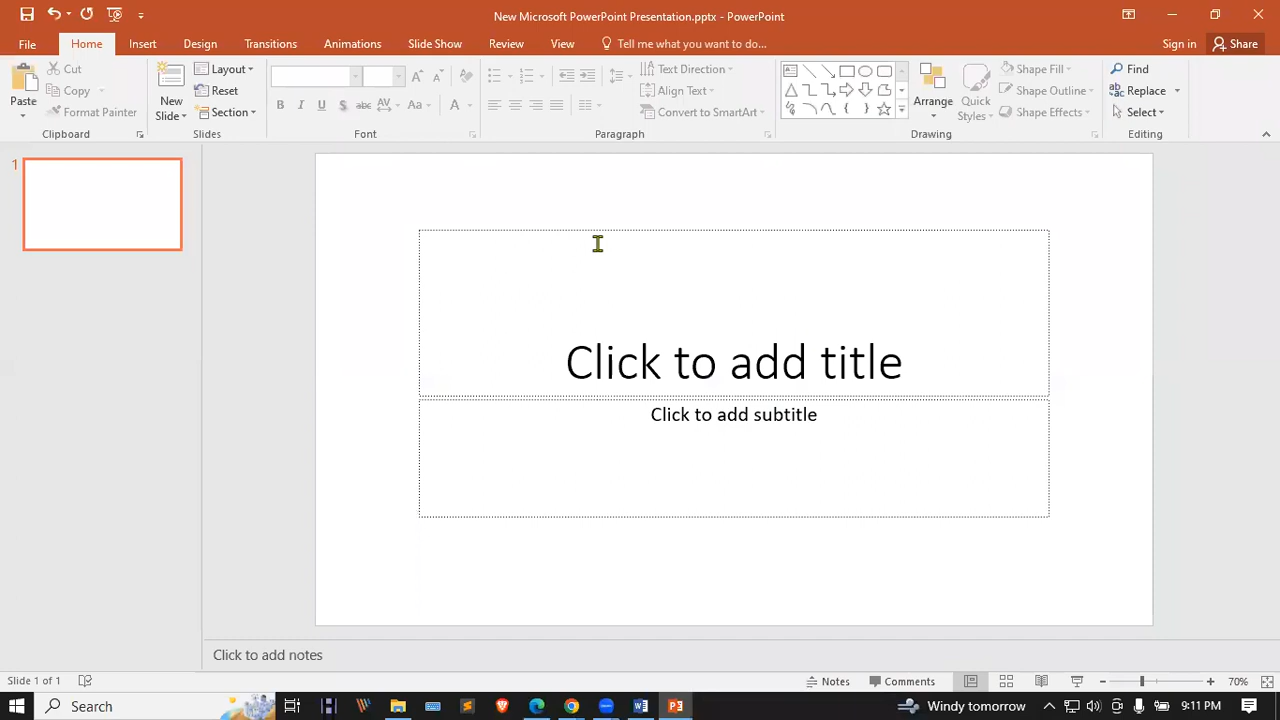 New Microsoft PowerPoint Presentation.pptx - PowerPoint
File Home Insert Design Transitions Animations Slide Show Review View Tell me what you want to do... Sign in Share
Paste
Cut
Copy
Format Painter
Clipboard
New Slide
Layout
Reset
Section
Slides
Aa
A
Font
Text Direction
Align Text
Convert to SmartArt
Paragraph
Arrange
Quick Styles
Shape Fill
Shape Outline
Shape Effects
Drawing
Find
Replace
Select
Editing
1
Click to add title
Click to add subtitle
Click to add notes
Slide 1 of 1 Notes Comments 70%
Search Windy tomorrow 9:11 PM